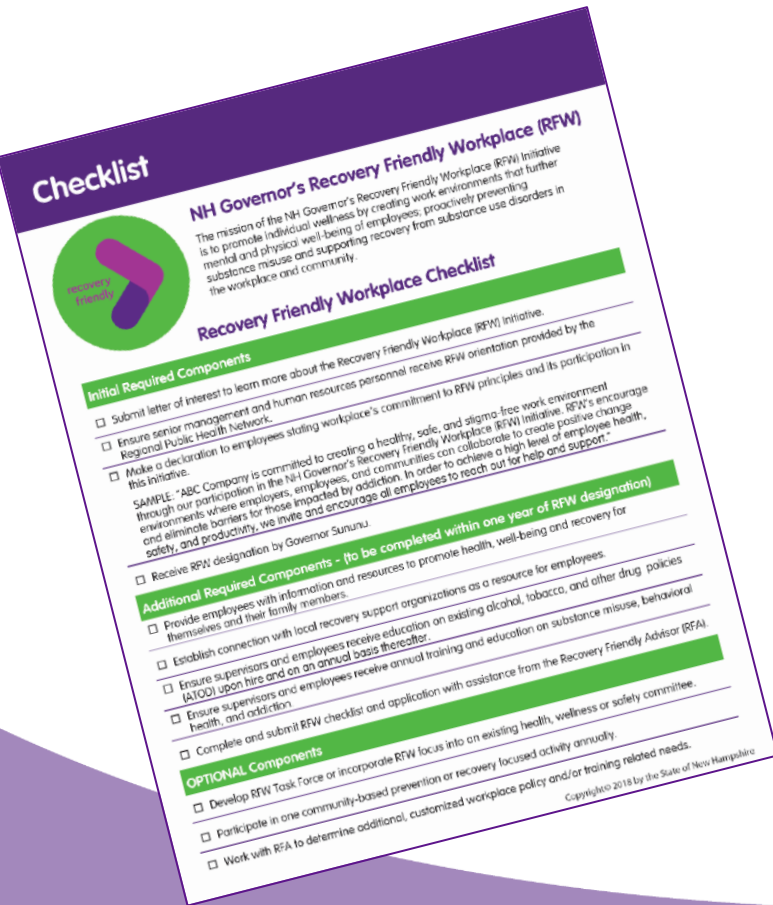 Checklist
NH Governor's Recovery Friendly Workplace (RFW)
The mission of the NH Governor's Recovery Friendly Workplace (RFW) Initiative
is to promote individual wellness by creating work environments that further
mental and physical well-being of employees; proactively preventing
substance misuse and supporting recovery from substance use disorders in
the workplace and community.
recovery
friendly
Recovery Friendly Workplace Checklist
Initial Required Components
Submit letter of interest to learn more about the Recovery Friendly Workplace (RFW) Initiative.
Ensure senior management and human resources personnel receive RFW orientation provided by the
Regional Public Health Network.
Make a declaration to employees stating workplace's commitment to RFW principles and its participation in
this initiative.
SAMPLE: "ABC Company is committed to creating a healthy, safe, and stigma-free work environment
through our participation in the NH Governor's Recovery Friendly Workplace (RFW) Initiative. RFW's encourage
environments where employers, employees, and communities can collaborate to create positive change
and eliminate barriers for those impacted by addiction. In order to achieve a high level of employee health,
safety, and productivity, we invite and encourage all employees to reach out for help and support."
Receive RFW designation by Governor Sununu.
Additional Required Components - (to be completed within one year of RFW designation)
Provide employees with information and resources to promote health, well-being and recovery for
themselves and their family members.
Establish connection with local recovery support organizations as a resource for employees.
Ensure supervisors and employees receive education on existing alcohol, tobacco, and other drug policies
(ATOD) upon hire and on an annual basis thereafter.
Ensure supervisors and employees receive annual training and education on substance misuse, behavioral
health, and addiction.
Complete and submit RFW checklist and application with assistance from the Recovery Friendly Advisor (RFA).
OPTIONAL Components
Develop RFW Task Force or incorporate RFW focus into an existing health, wellness or safety committee.
Participate in one community-based prevention or recovery focused activity annually.
Work with RFA to determine additional, customized workplace policy and/or training related needs.
Copyright© 2018 by the State of New Hampshire